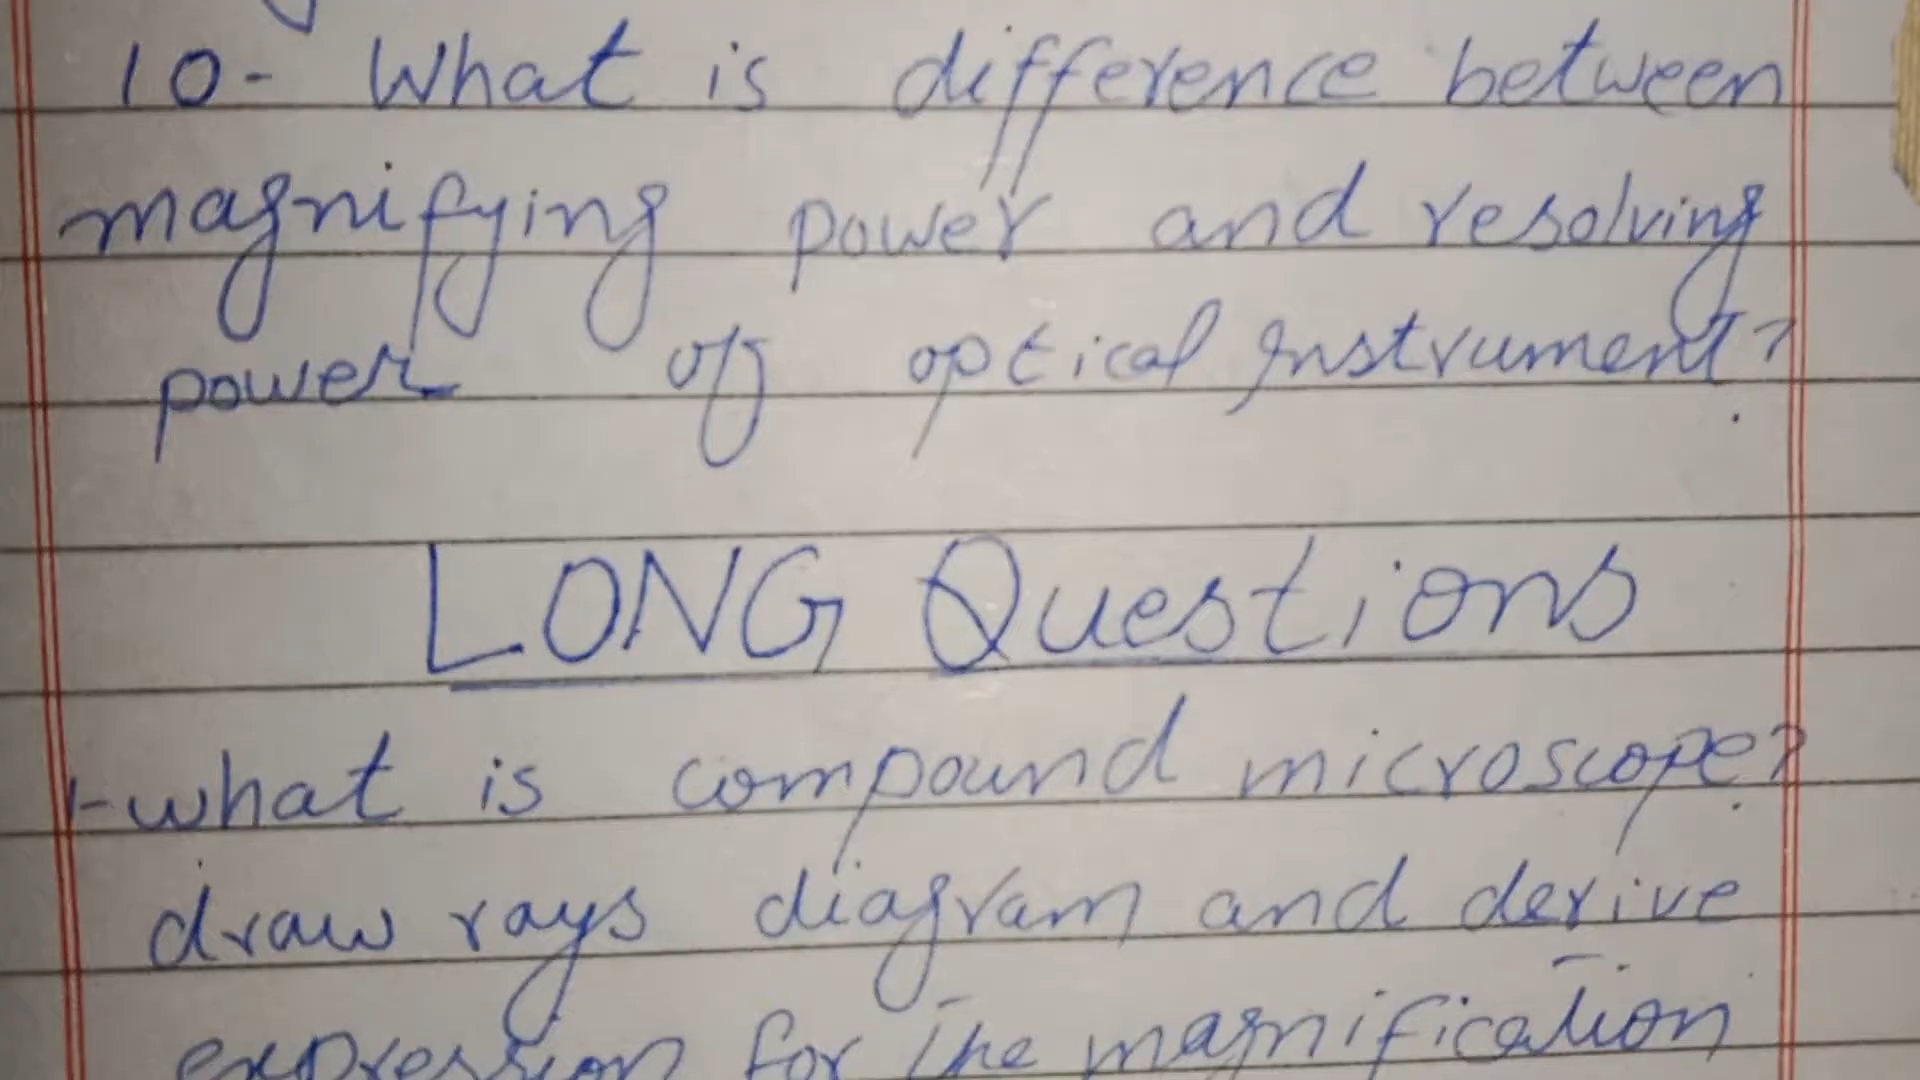 10- What is difference between
magnifying power and resolving
power of optical instrument?
LONG Questions
1-what is compound microscope?
draw rays diagram and derive
expression for the magnification